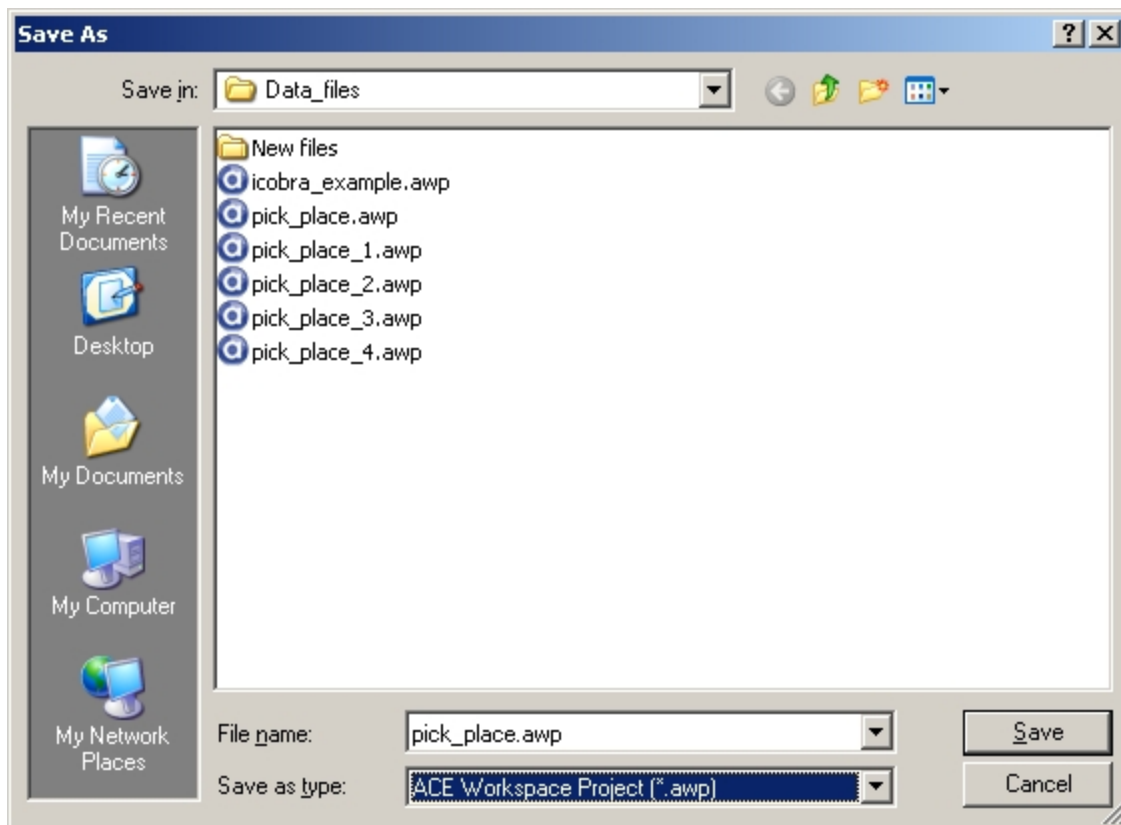 Save As
Save in:
Data_files
My Recent
Documents
Desktop
My Documents
My Computer
My Network
Places
New files
icobra_example.awp
pick_place.awp
pick_place_1.awp
pick_place_2.awp
pick_place_3.awp
pick_place_4.awp
File name:
pick_place.awp
Save
Save as type:
ACE Workspace Project (*.awp)
Cancel